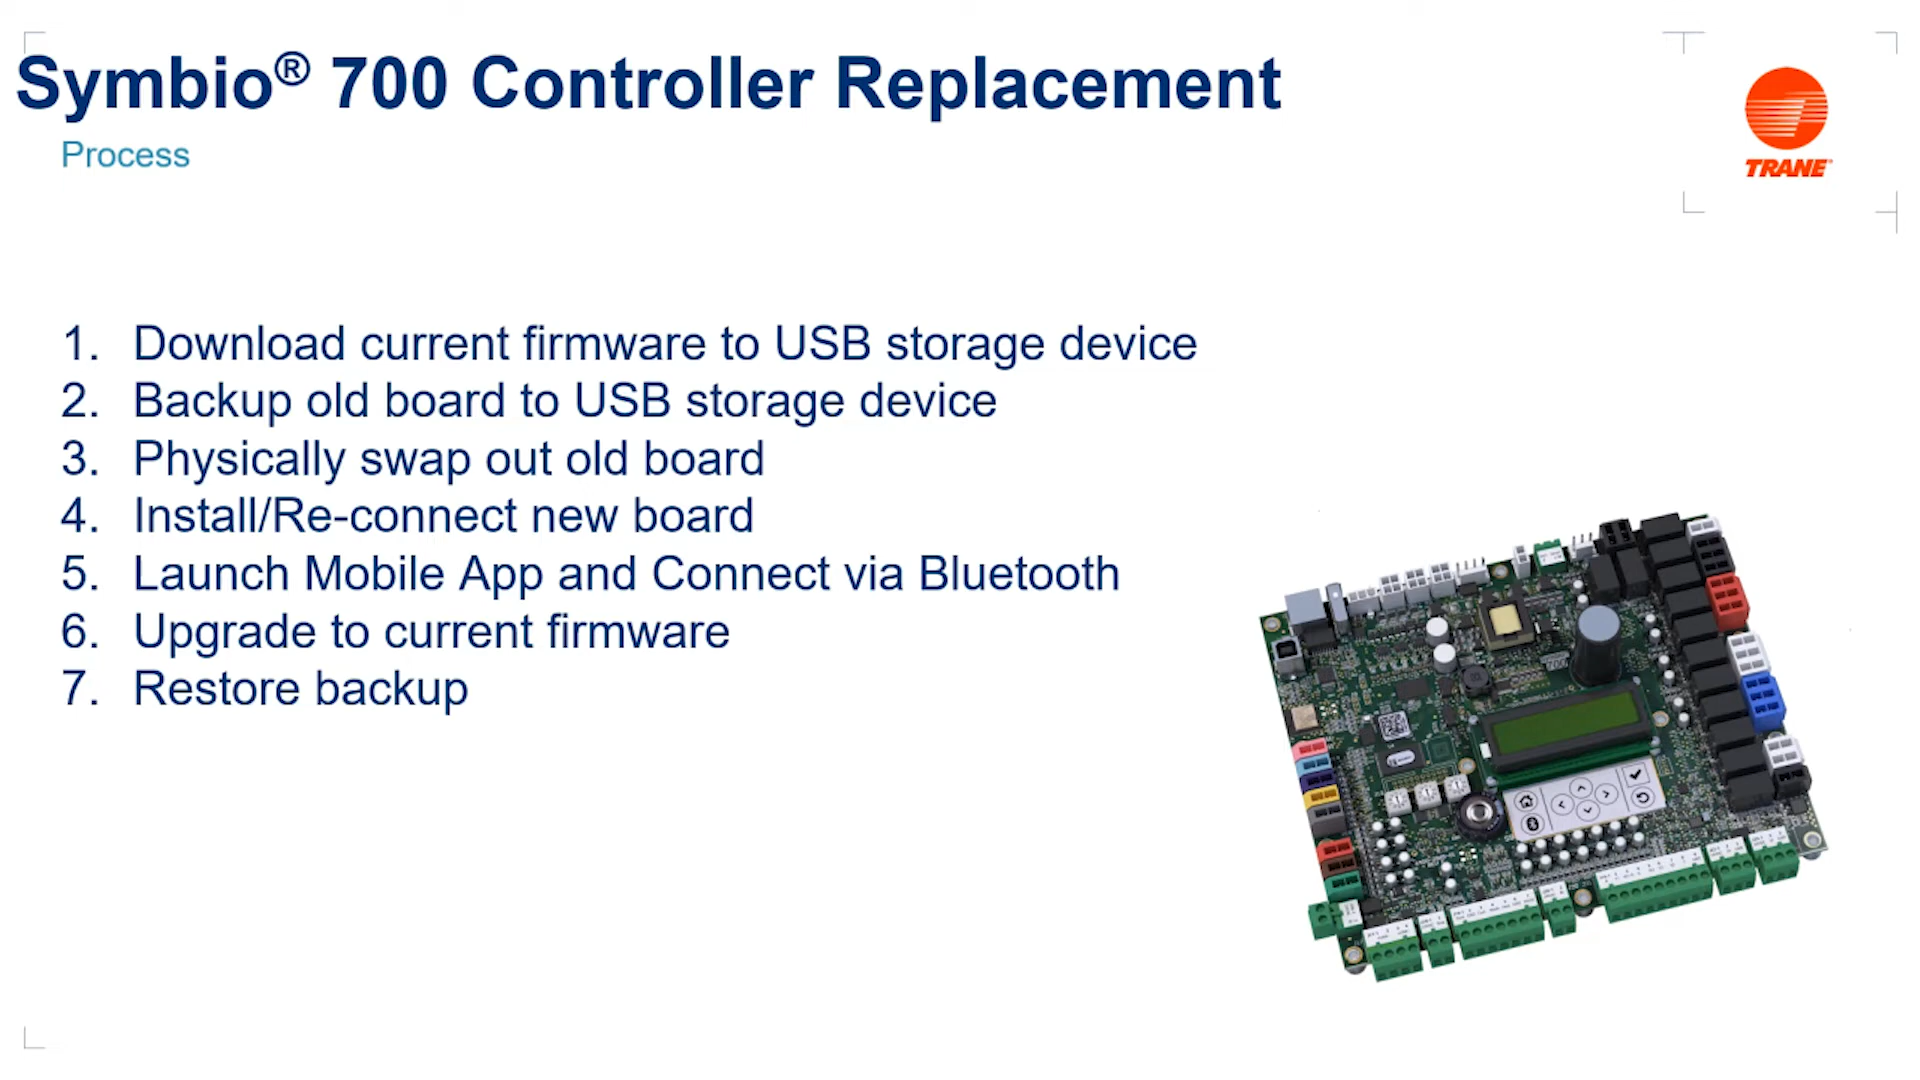 Symbio® 700 Controller Replacement
Process
TRANE®
1. Download current firmware to USB storage device
2. Backup old board to USB storage device
3. Physically swap out old board
4. Install/Re-connect new board
5. Launch Mobile App and Connect via Bluetooth
6. Upgrade to current firmware
7. Restore backup